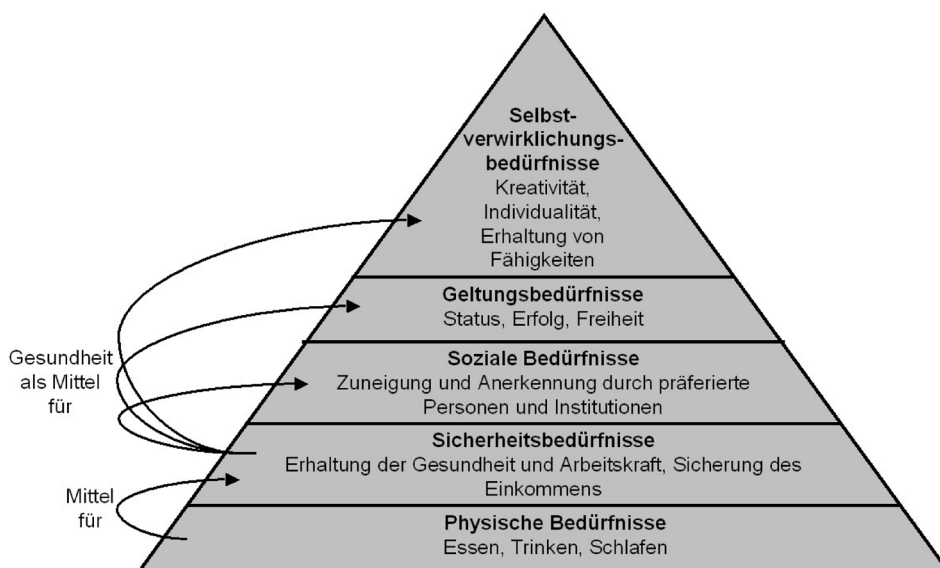 Selbst-
verwirklichungs-
bedürfnisse
Kreativität,
Individualität,
Erhaltung von
Fähigkeiten
Geltungsbedürfnisse
Status, Erfolg, Freiheit
Soziale Bedürfnisse
Zuneigung und Anerkennung durch präferierte
Personen und Institutionen
Sicherheitsbedürfnisse
Erhaltung der Gesundheit und Arbeitskraft, Sicherung des
Einkommens
Physische Bedürfnisse
Essen, Trinken, Schlafen
Gesundheit
als Mittel
für
Mittel
für